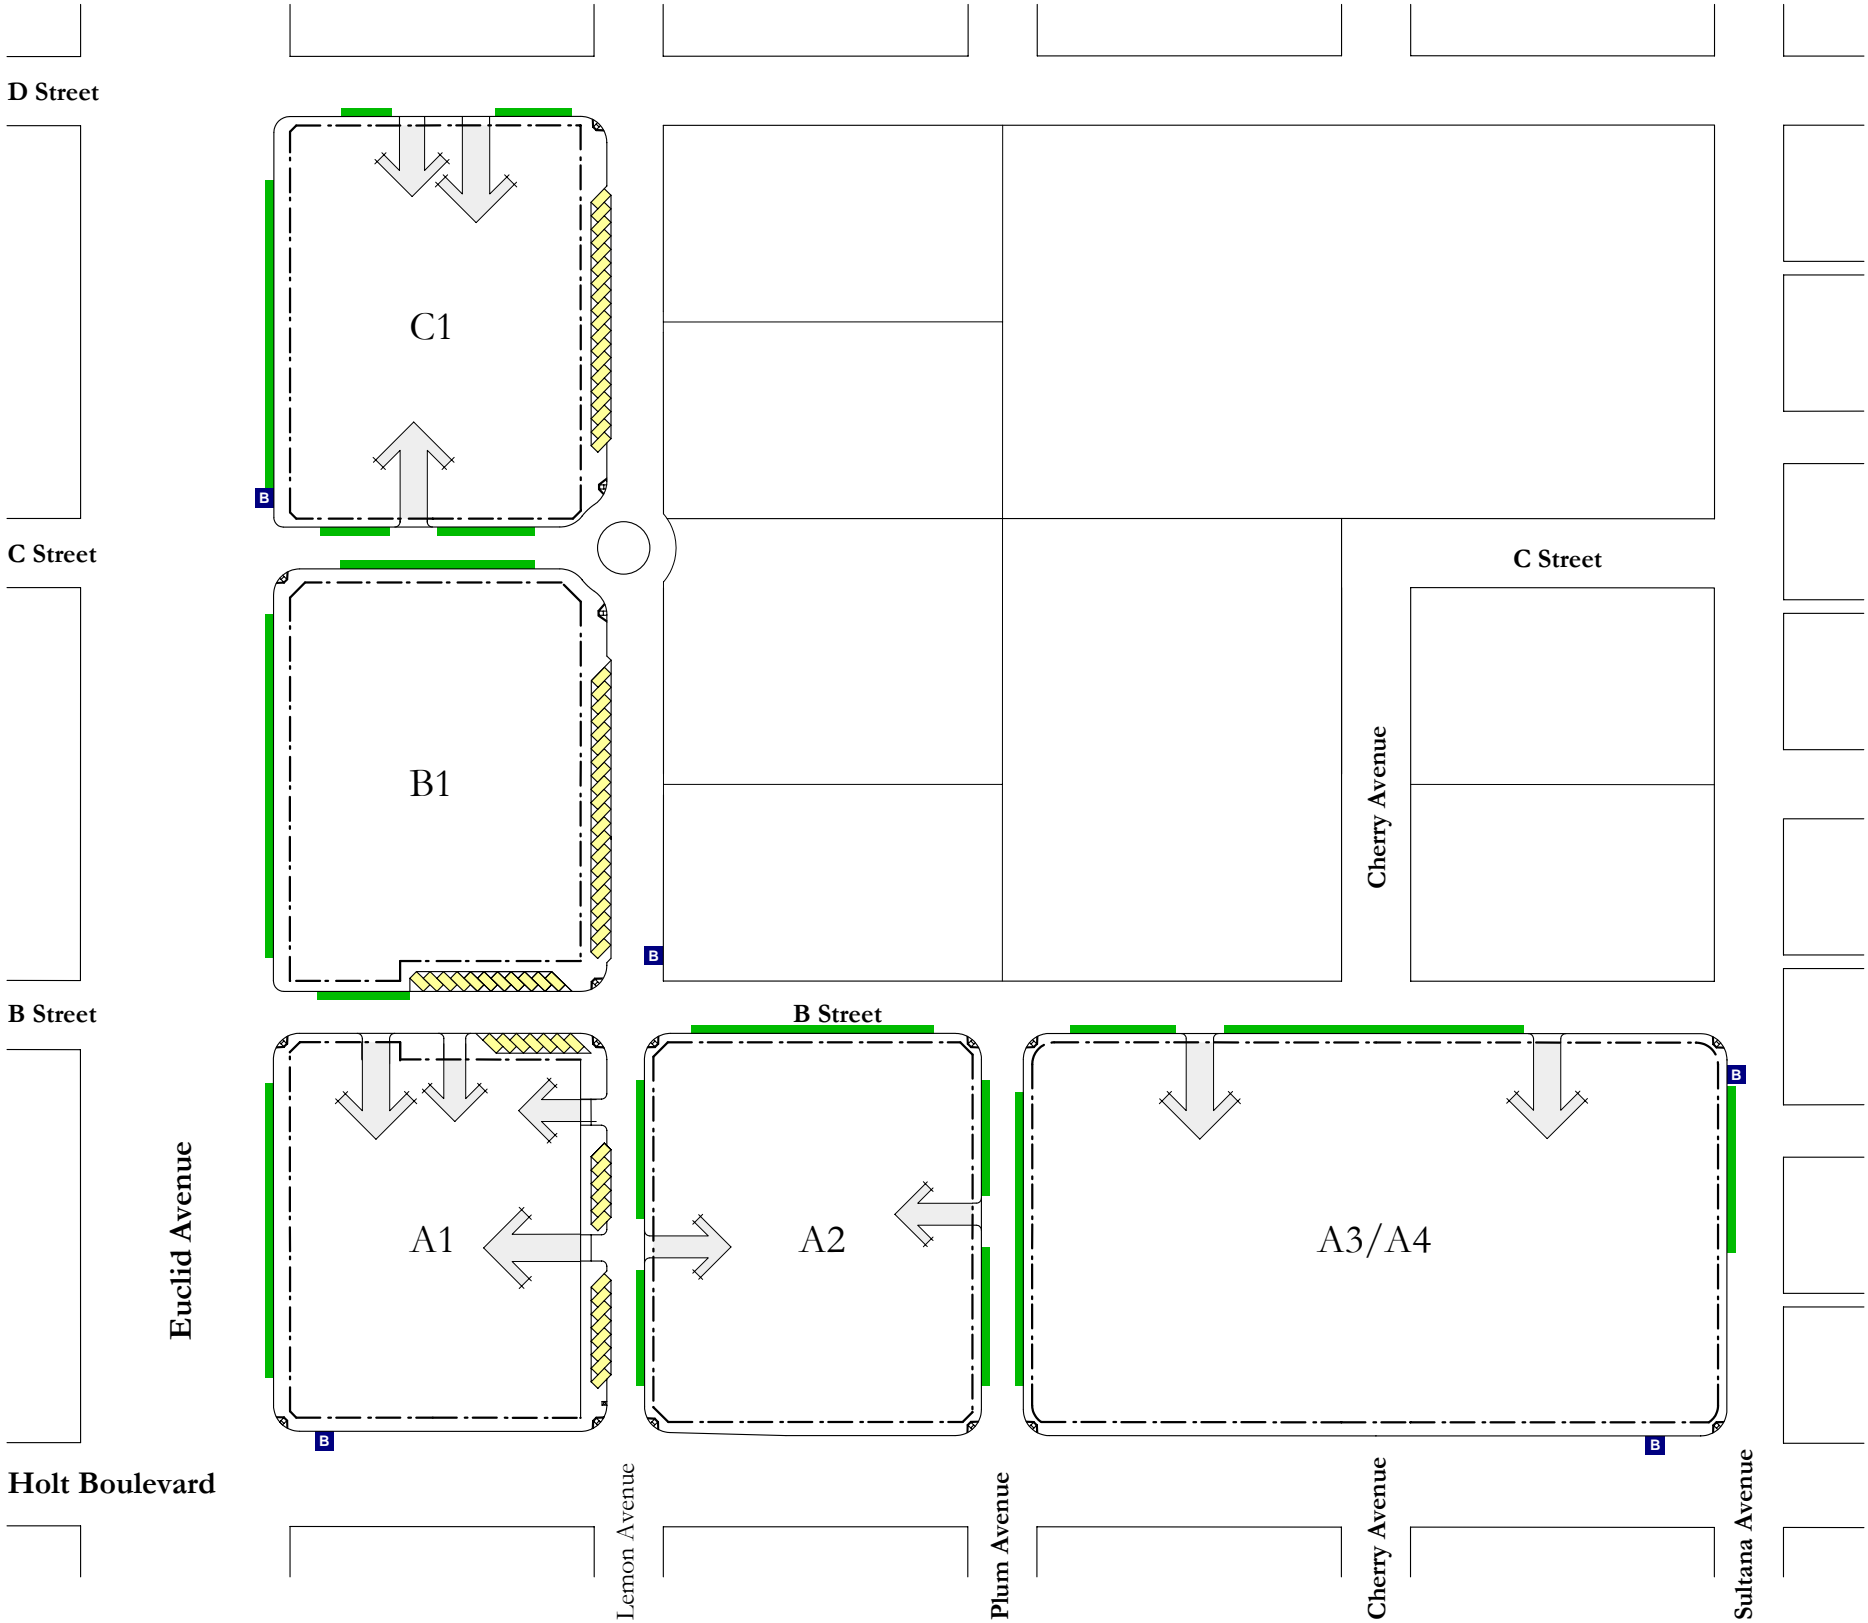 D Street
C1
B
C Street
C Street
B1
Cherry Avenue
B
B Street
B Street
B
Euclid Avenue
A1
A2
A3/A4
B
B
Holt Boulevard
Lemon Avenue
Plum Avenue
Cherry Avenue
Sultana Avenue